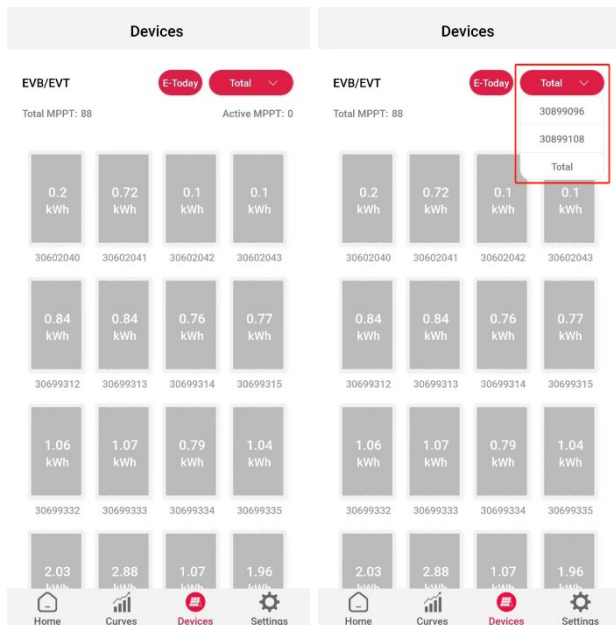 Devices
EVB/EVT E-Today Total
Total MPPT: 88 Active MPPT: 0
0.2 0.72 0.1 0.1
kWh kWh kWh kWh
30602040 30602041 30602042 30602043
0.84 0.84 0.76 0.77
kWh kWh kWh kWh
30699312 30699313 30699314 30699315
1.06 1.07 0.79 1.04
kWh kWh kWh kWh
30699332 30699333 30699334 30699335
2.03 2.88 1.07 1.96
Home Curves Devices Settings
Devices
EVB/EVT E-Today Total
Total MPPT: 88
30899096
30899108
Total
0.2 0.72 0.1 0.1
kWh kWh kWh kWh
30602040 30602041 30602042 30602043
0.84 0.84 0.76 0.77
kWh kWh kWh kWh
30699312 30699313 30699314 30699315
1.06 1.07 0.79 1.04
kWh kWh kWh kWh
30699332 30699333 30699334 30699335
2.03 2.88 1.07 1.96
Home Curves Devices Settings